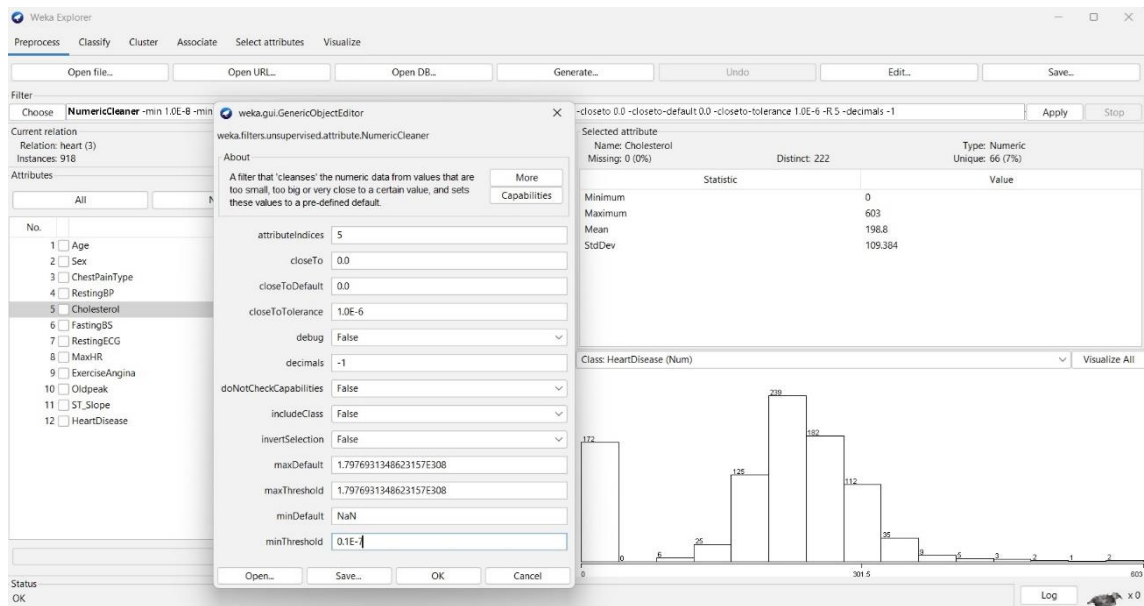 Weka Explorer
Preprocess Classify Cluster Associate Select attributes Visualize
Open file... Open URL... Open DB... Generate... Undo Edit... Save...
Filter
Choose NumericCleaner -min 1.0E-8 -min -closeto 0.0 -closeto-default 0.0 -closeto-tolerance 1.0E-6 -R 5 -decimals -1 Apply Stop
Current relation
Relation: heart (3)
Instances: 918
Attributes
All N
No.
1 Age
2 Sex
3 ChestPainType
4 RestingBP
5 Cholesterol
6 FastingBS
7 RestingECG
8 MaxHR
9 ExerciseAngina
10 Oldpeak
11 ST_Slope
12 HeartDisease
Status
OK
weka.gui.GenericObjectEditor
weka.filters.unsupervised.attribute.NumericCleaner
About
A filter that 'cleanses' the numeric data from values that are
too small, too big or very close to a certain value, and sets
these values to a pre-defined default.
More
Capabilities
attributeIndices 5
closeTo 0.0
closeToDefault 0.0
closeToTolerance 1.0E-6
debug False
decimals -1
doNotCheckCapabilities False
includeClass False
invertSelection False
maxDefault 1.7976931348623157E308
maxThreshold 1.7976931348623157E308
minDefault NaN
minThreshold 0.1E-7
Open... Save... OK Cancel
Selected attribute
Name: Cholesterol Type: Numeric
Missing: 0 (0%) Distinct: 222 Unique: 66 (7%)
Statistic Value
Minimum 0
Maximum 603
Mean 198.8
StdDev 109.384
Class: HeartDisease (Num) Visualize All
172 0 6 25 125 239 182 112 35 9 5 3 2 1 2
0 301.5 603
Log x 0